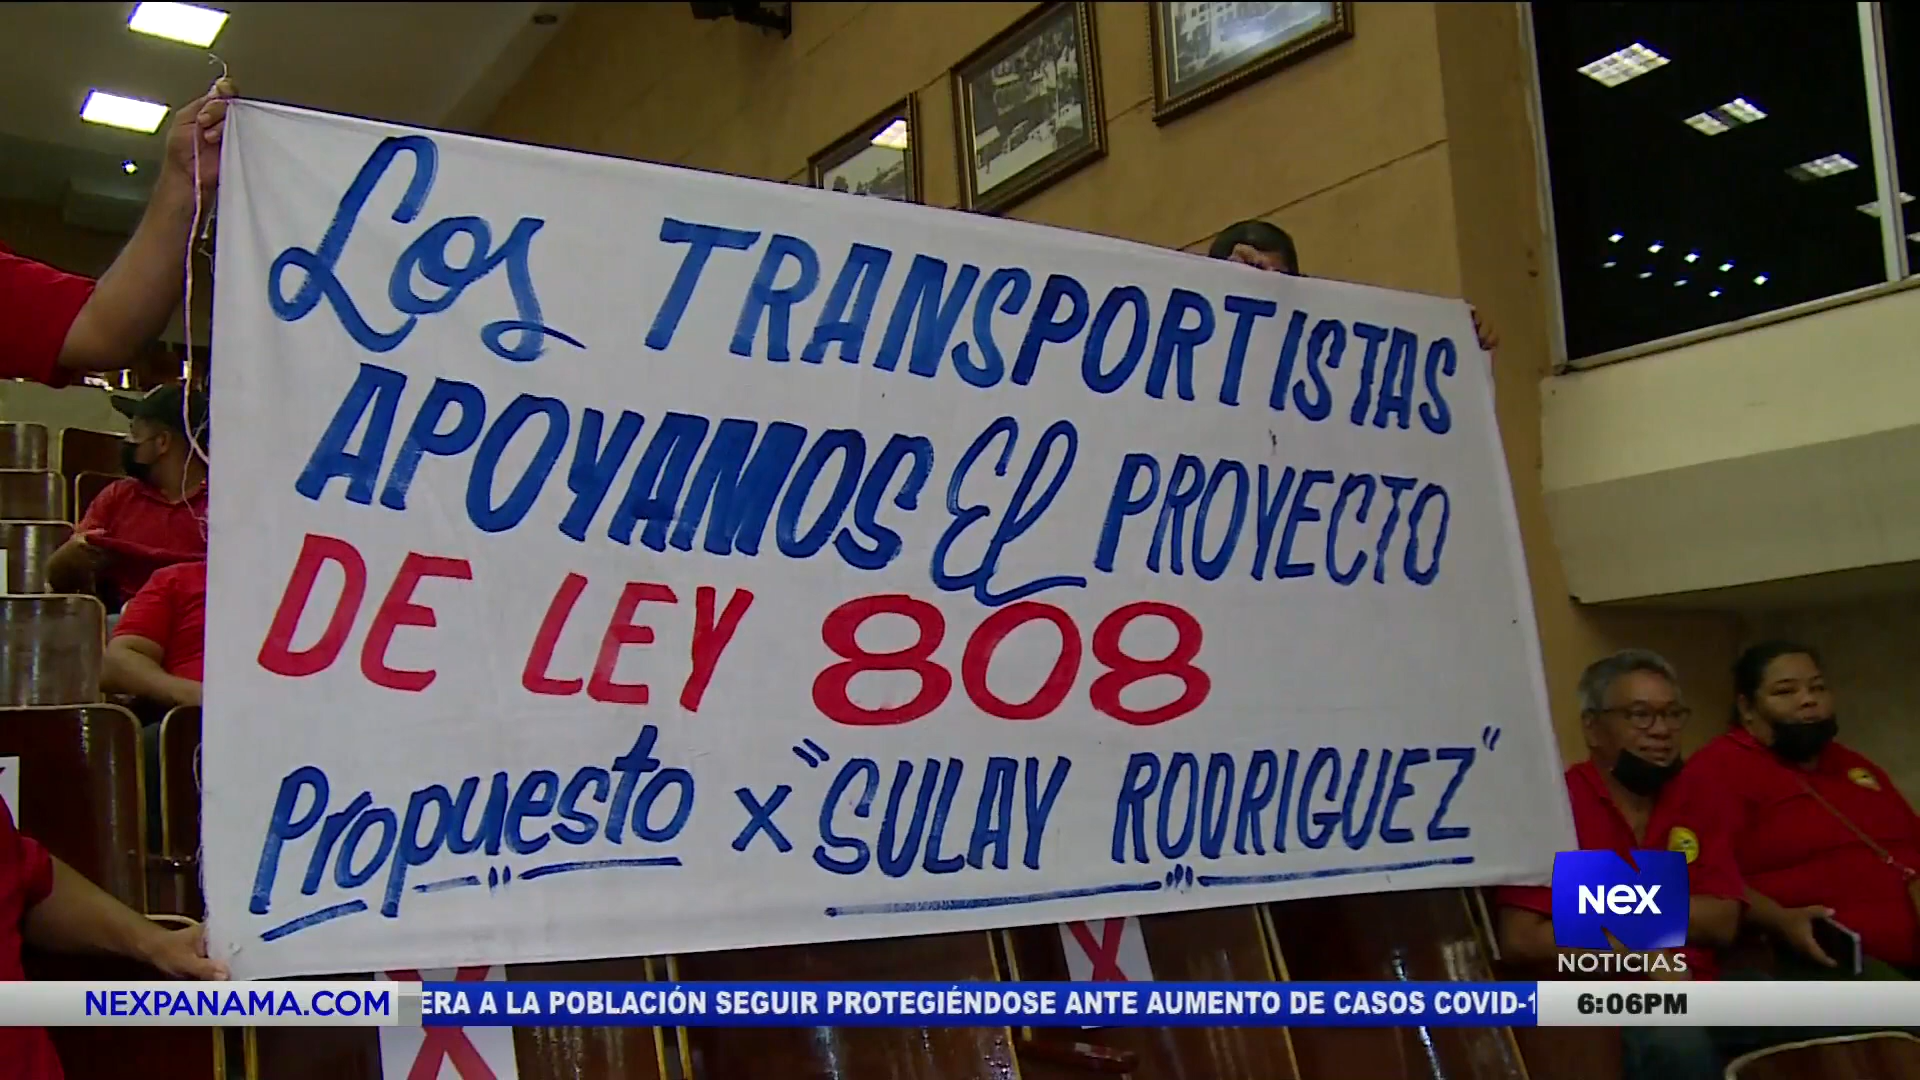 Los TRANSPORTISTAS
APOYAMOS El PROYECTO
DE LEY 808
Propuesto x "SULAY RODRIGUEZ"
Nex
NOTICIAS
NEXPANAMA.COM ERA A LA POBLACIÓN SEGUIR PROTEGIÉNDOSE ANTE AUMENTO DE CASOS COVID-1 6:06PM